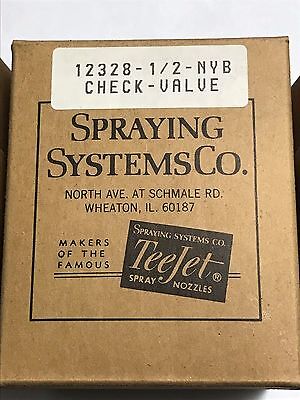 12328-1/2-NYB
CHECK-VALVE
SPRAYING
SYSTEMS CO.
NORTH AVE. AT SCHMALE RD.
WHEATON, IL. 60187
MAKERS
OF THE
FAMOUS
SPRAYING SYSTEMS CO.
TeeJet®
SPRAY NOZZLES